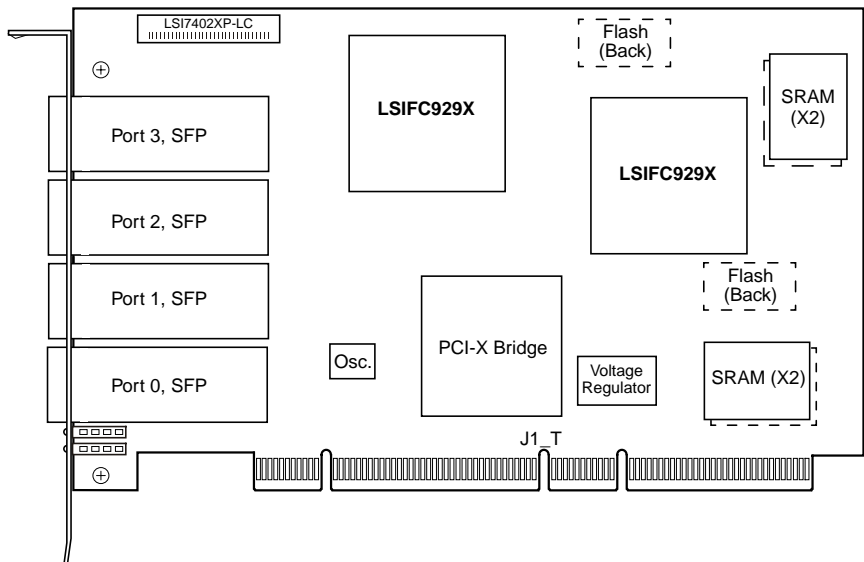 LSI7402XP-LC
Flash
(Back)
LSIFC929X
SRAM
(X2)
Port 3, SFP
LSIFC929X
Port 2, SFP
Flash
(Back)
Port 1, SFP
PCI-X Bridge
Osc.
Voltage
Regulator
SRAM (X2)
Port 0, SFP
J1_T